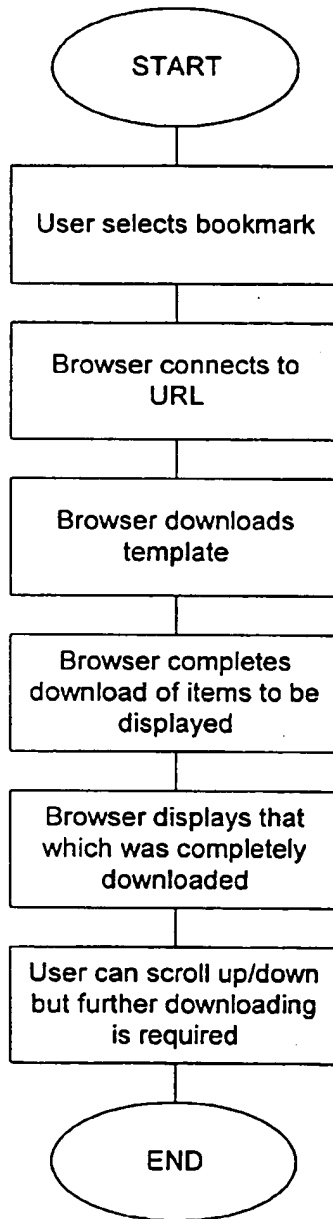 START
User selects bookmark
Browser connects to
URL
Browser downloads
template
Browser completes
download of items to be
displayed
Browser displays that
which was completely
downloaded
User can scroll up/down
but further downloading
is required
END